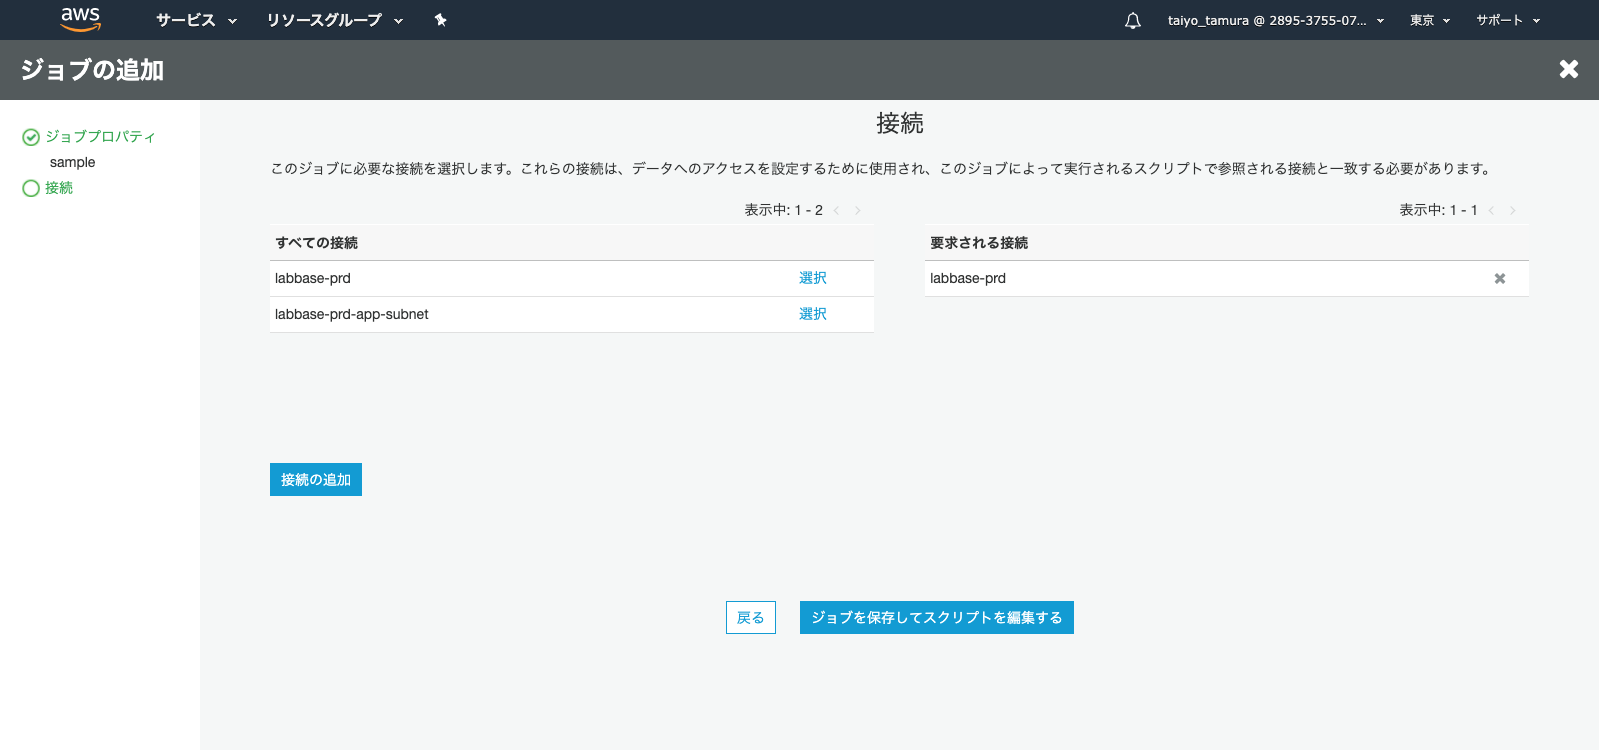 aws サービス リソースグループ taiyo_tamura @ 2895-3755-07... 東京 サポート
ジョブの追加
ジョブプロパティ
sample
接続
接続
このジョブに必要な接続を選択します。これらの接続は、データへのアクセスを設定するために使用され、このジョブによって実行されるスクリプトで参照される接続と一致する必要があります。
表示中: 1 - 2
すべての接続
labbase-prd 選択
labbase-prd-app-subnet 選択
表示中: 1 - 1
要求される接続
labbase-prd
接続の追加
戻る ジョブを保存してスクリプトを編集する